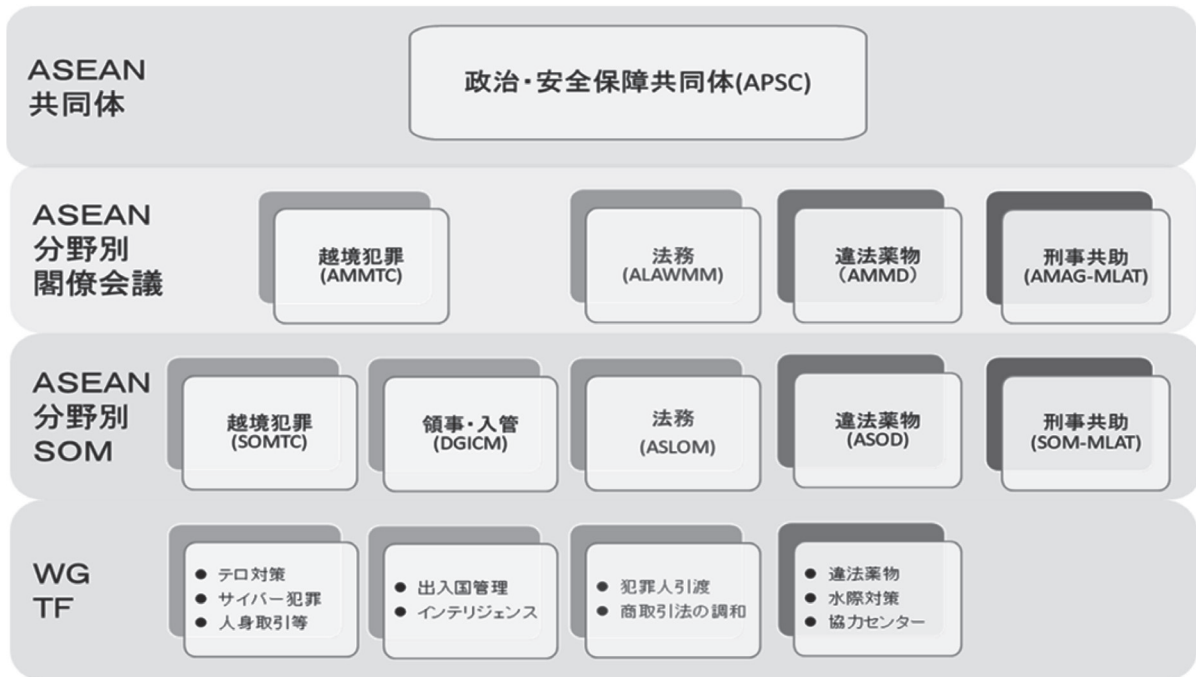 ASEAN
共同体
政治・安全保障共同体(APSC)
ASEAN
分野別
閣僚会議
越境犯罪
(AMMTC)
法務
(ALAWMM)
違法薬物
（AMMD）
刑事共助
(AMAG-MLAT)
ASEAN
分野別
SOM
越境犯罪
(SOMTC)
領事・入管
(DGICM)
法務
(ASLOM)
違法薬物
(ASOD)
刑事共助
(SOM-MLAT)
WG
TF
● テロ対策
● サイバー犯罪
● 人身取引等
● 出入国管理
● インテリジェンス
● 犯罪人引渡
● 商取引法の調和
● 違法薬物
● 水際対策
● 協力センター